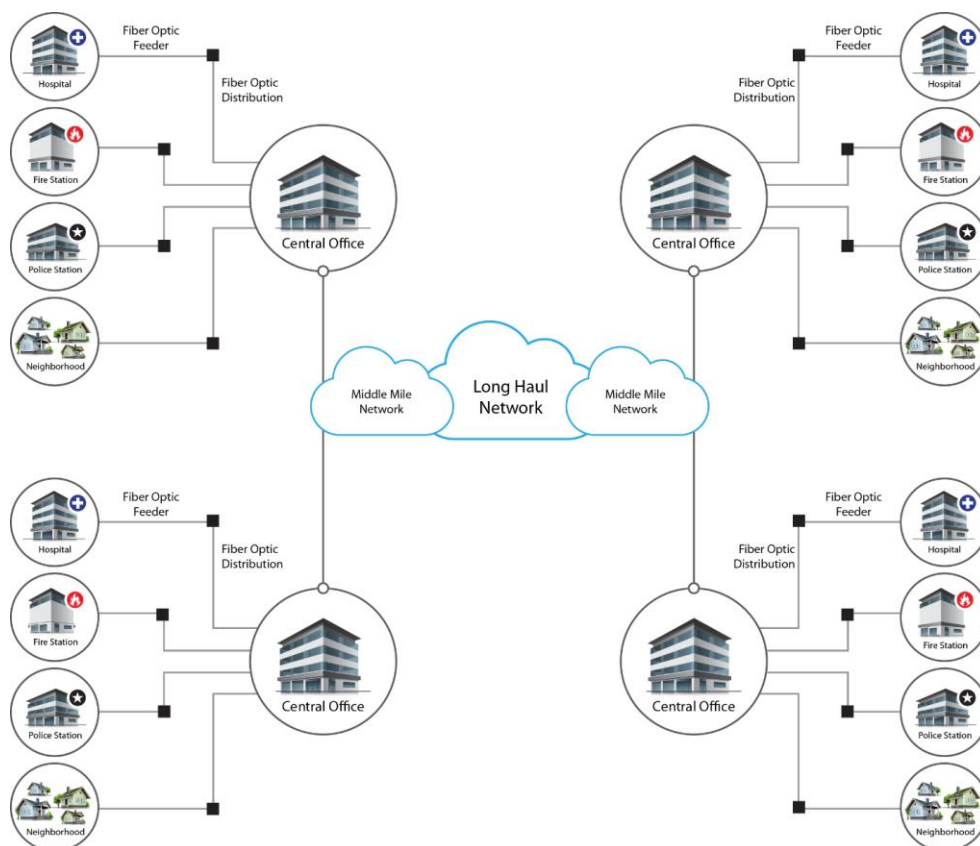 Fiber Optic
Feeder
Hospital
Fiber Optic
Distribution
Fire Station
Police Station
Neighborhood
Central Office
Fiber Optic
Feeder
Hospital
Fiber Optic
Distribution
Fire Station
Police Station
Neighborhood
Central Office
Middle Mile
Network
Long Haul
Network
Middle Mile
Network
Fiber Optic
Feeder
Hospital
Fiber Optic
Distribution
Fire Station
Police Station
Neighborhood
Central Office
Fiber Optic
Feeder
Hospital
Fiber Optic
Distribution
Fire Station
Police Station
Neighborhood
Central Office